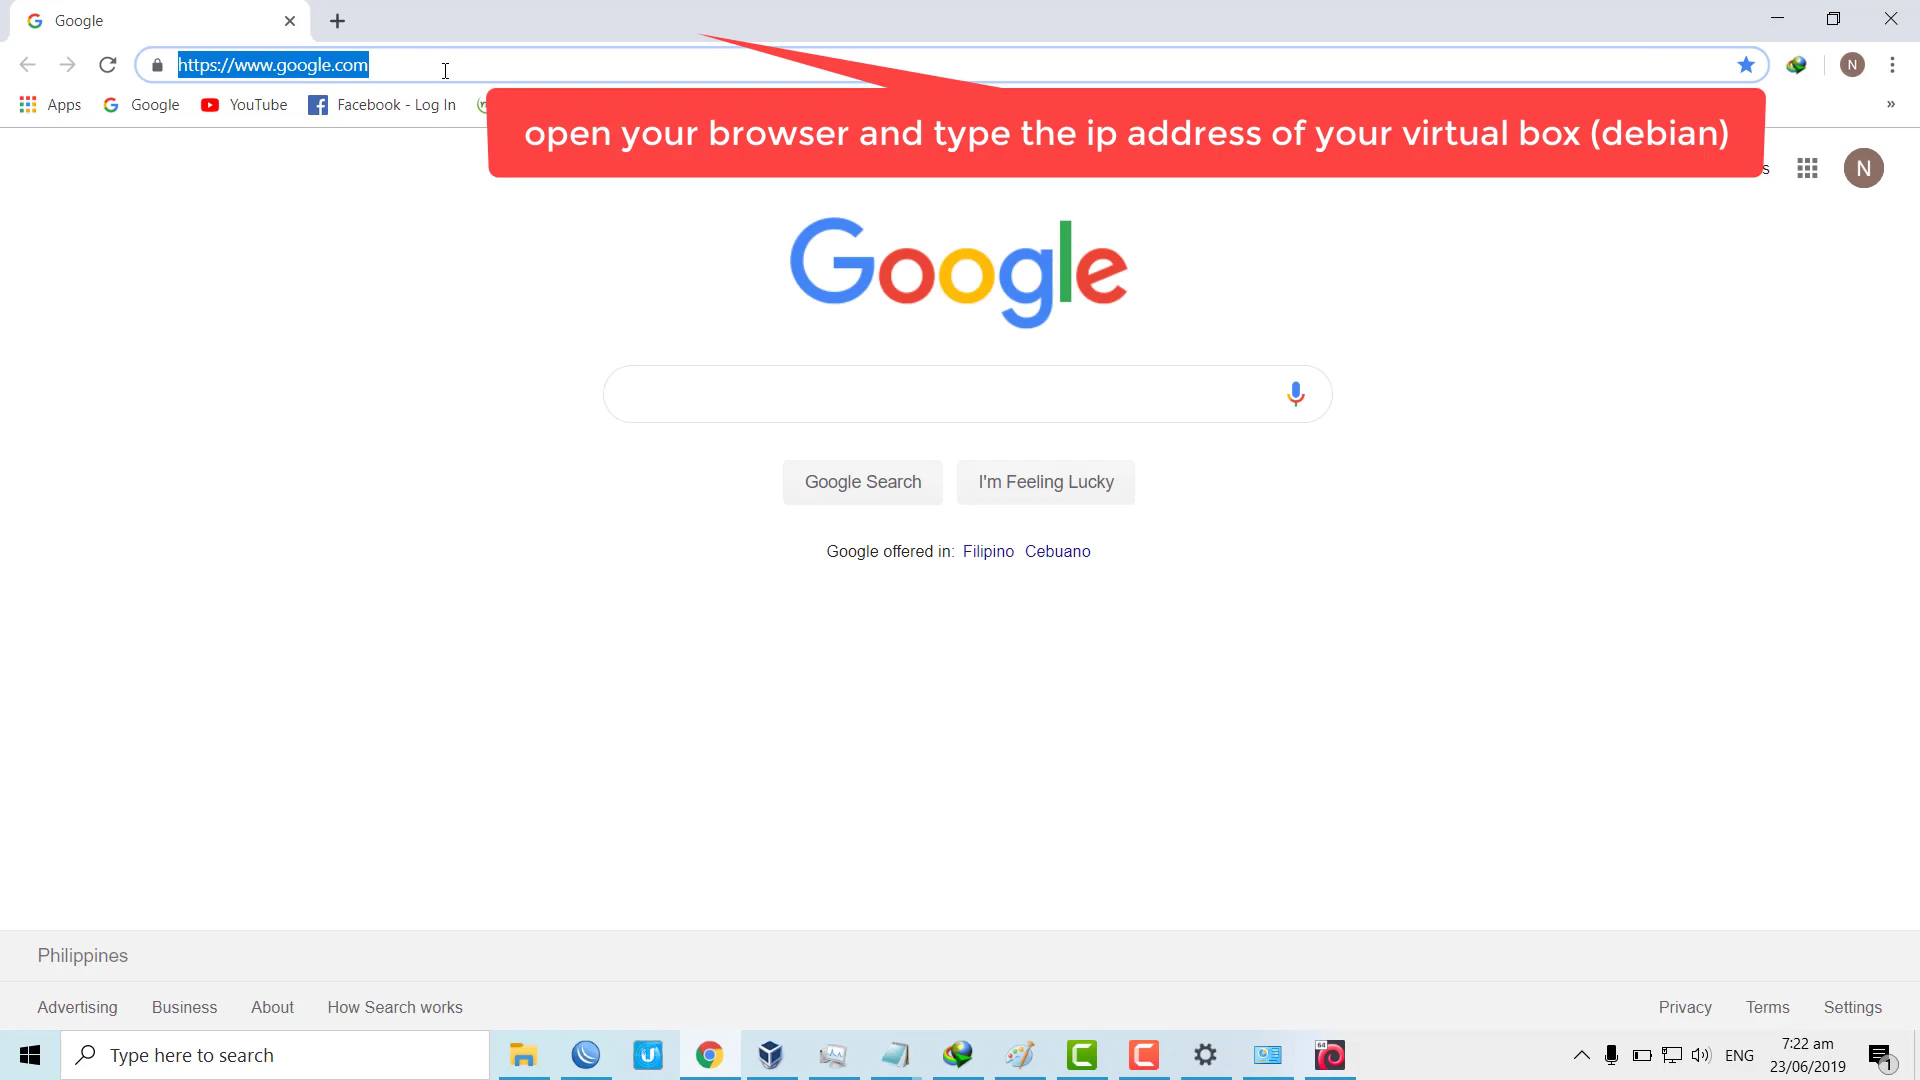 Google
https://www.google.com
N
Apps
Google
YouTube
Facebook - Log In
»
open your browser and type the ip address of your virtual box (debian)
N
Google
Google Search
I'm Feeling Lucky
Google offered in: Filipino Cebuano
Philippines
Advertising
Business
About
How Search works
Privacy
Terms
Settings
Type here to search
64
ENG
7:22 am
23/06/2019
1